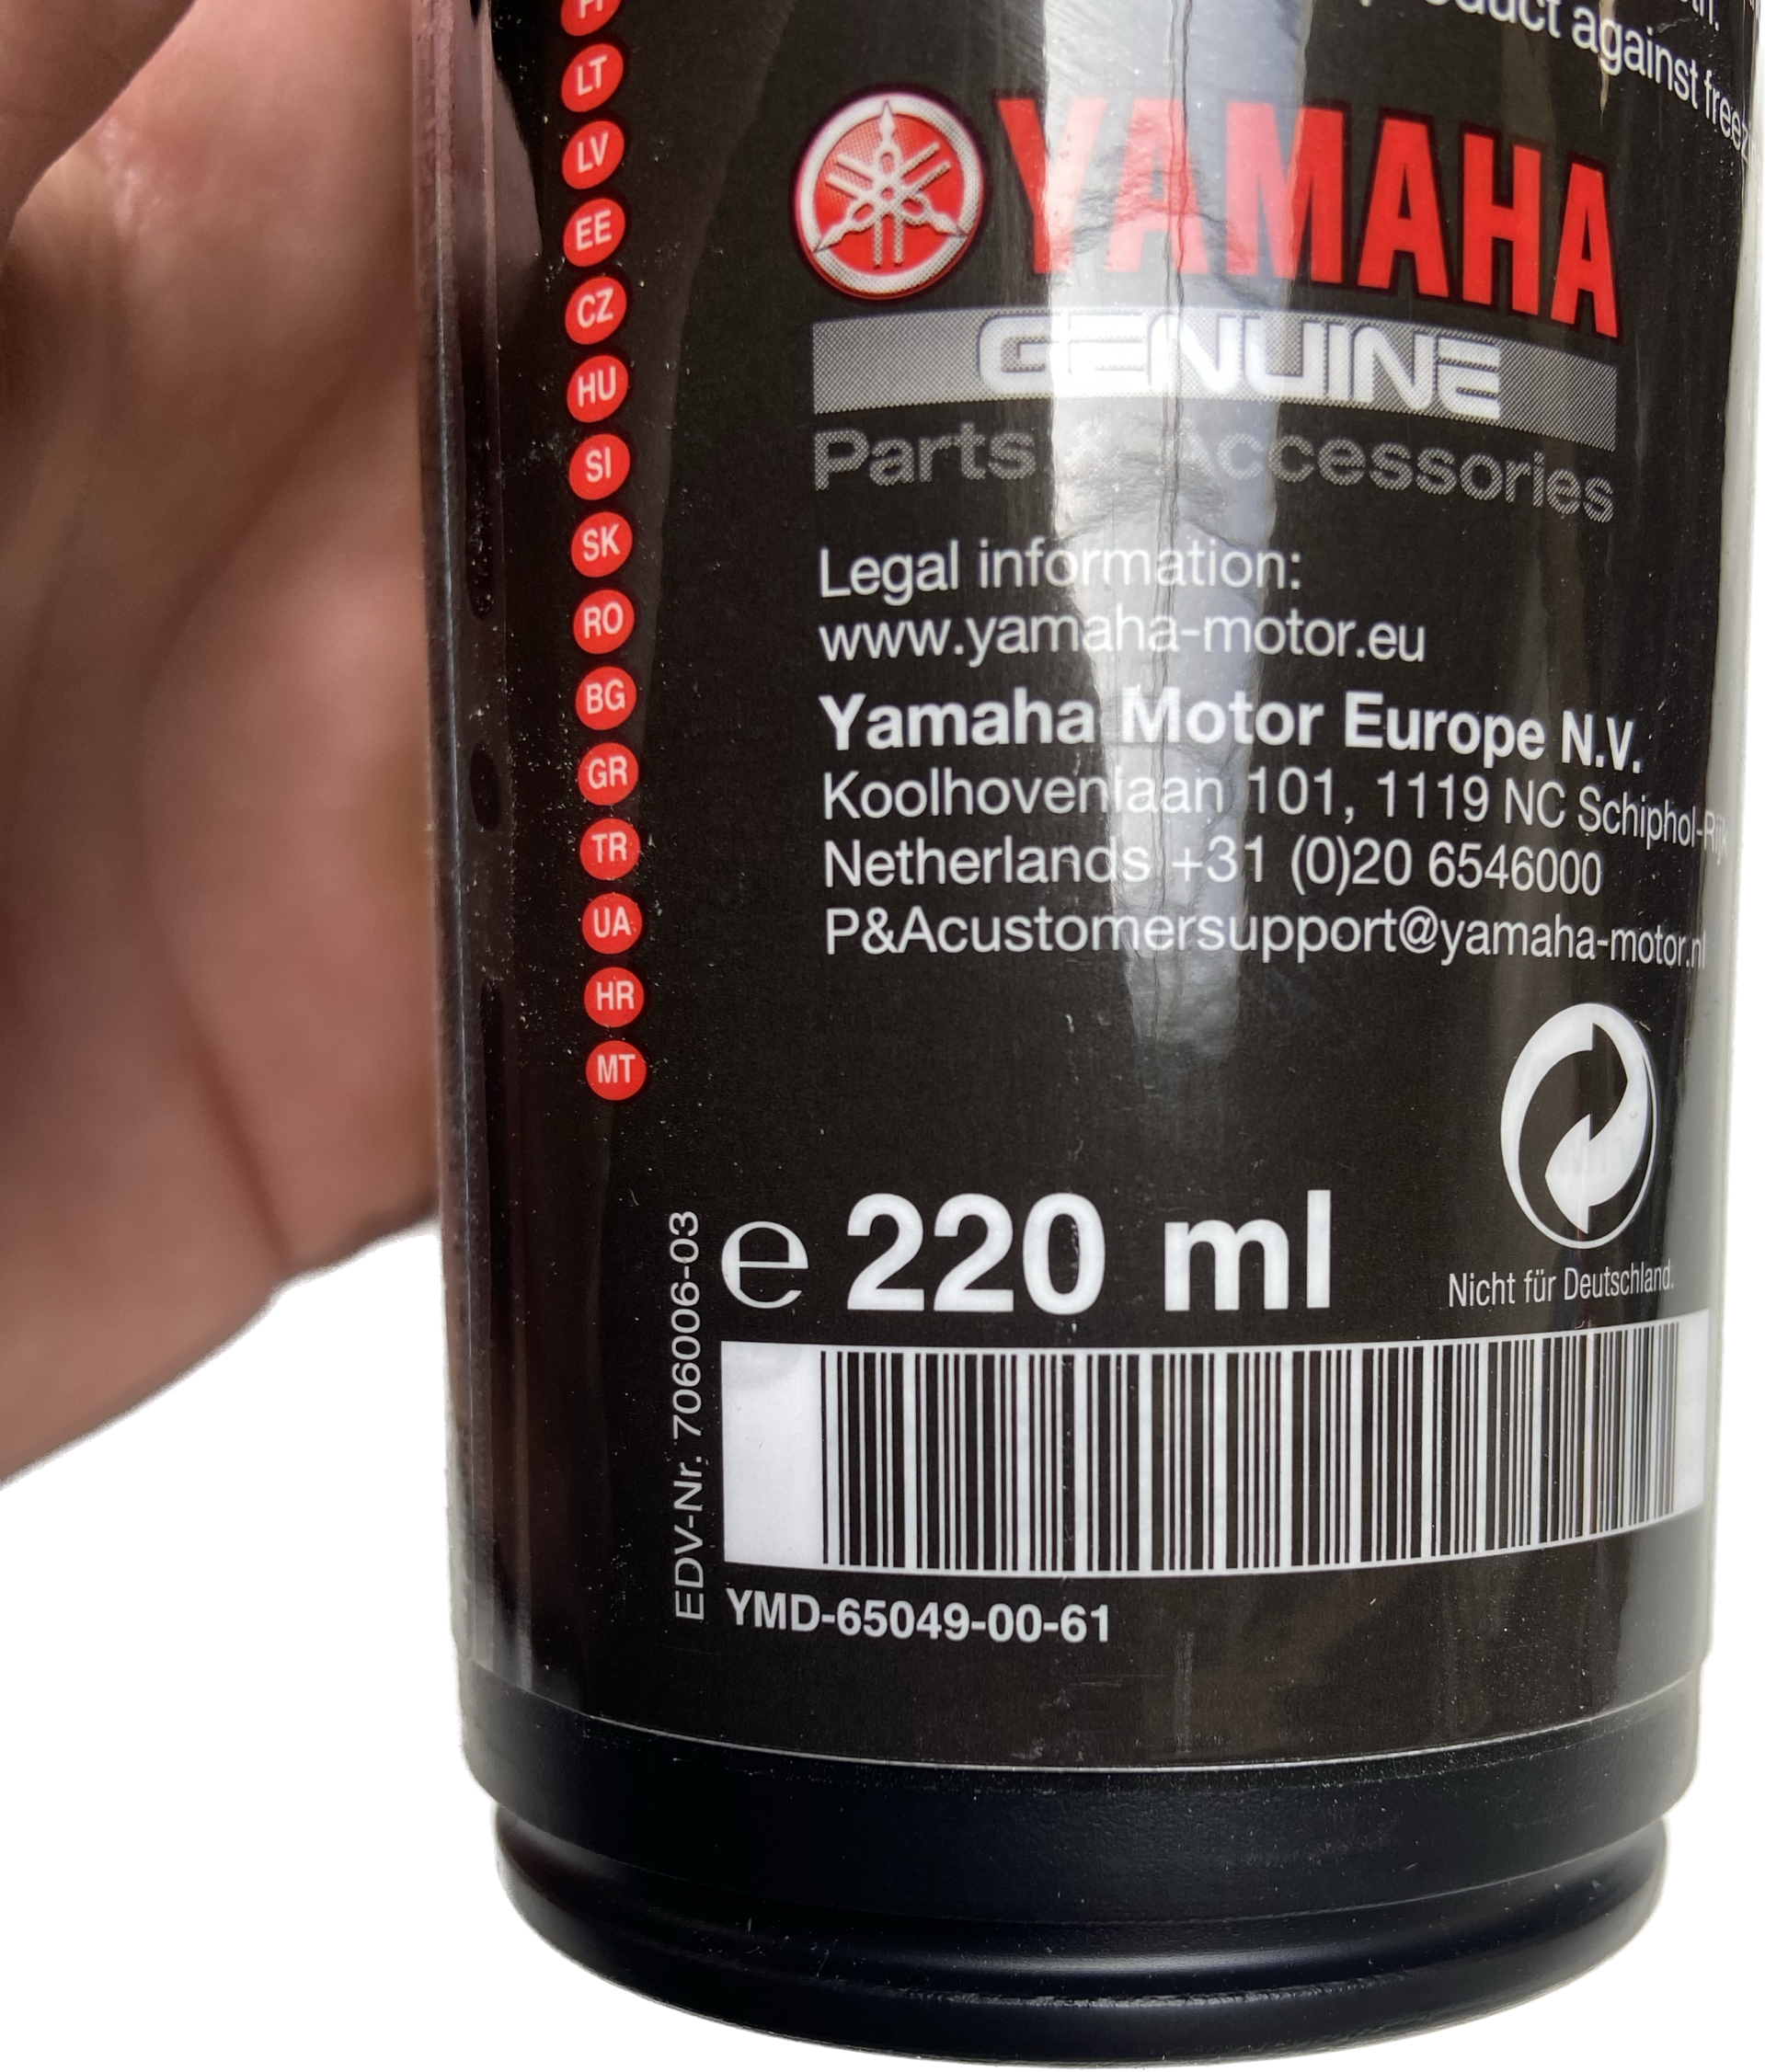 product against
LT
LV
EE
CZ
HU
SI
SK
RO
BG
GR
TR
UA
HR
MT
YAMAHA
GENUINE
Parts Accessories
Legal information:
www.yamaha-motor.eu
Yamaha Motor Europe N.V.
Koolhovenlaan 101, 1119 NC Schiphol-Rijk
Netherlands +31 (0)20 6546000
P&Acustomersupport@yamaha-motor.nl
e 220 ml
Nicht für Deutschland.
EDV-Nr. 706006-03
YMD-65049-00-61